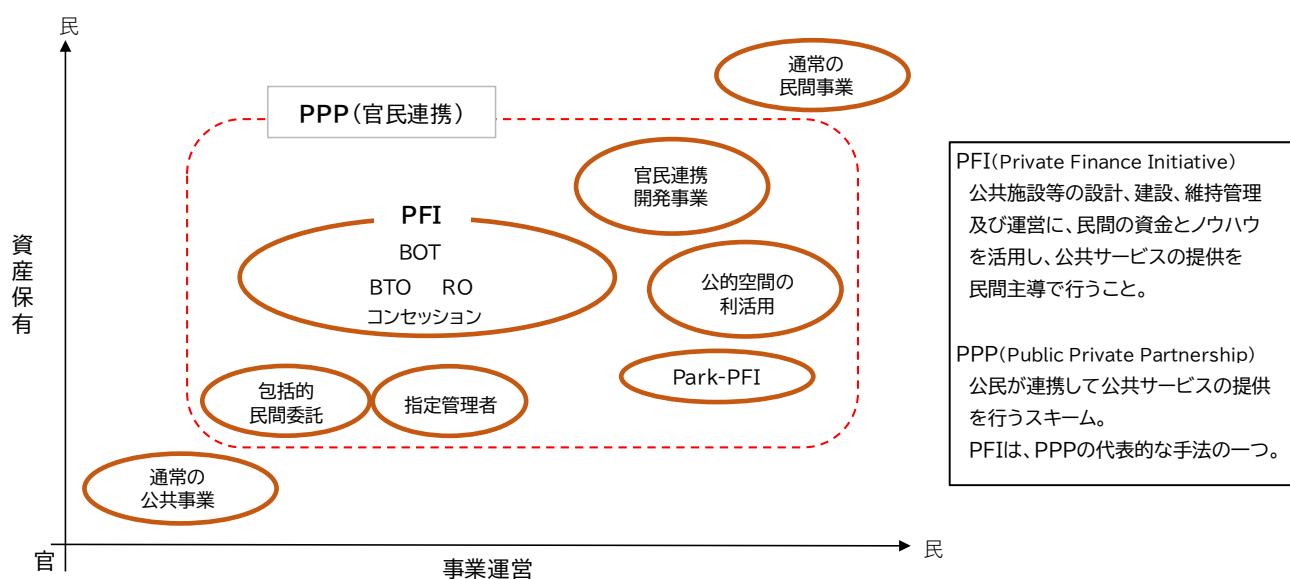 民
通常の
民間事業
PPP（官民連携）
官民連携
開発事業
PFI
BOT
BTO RO
コンセッション
公的空間の
利活用
Park-PFI
包括的
民間委託
指定管理者
通常の
公共事業
資産保有
官
事業運営
民
PFI(Private Finance Initiative)
公共施設等の設計、建設、維持管理
及び運営に、民間の資金とノウハウ
を活用し、公共サービスの提供を
民間主導で行うこと。
PPP(Public Private Partnership)
公民が連携して公共サービスの提供
を行うスキーム。
PFIは、PPPの代表的な手法の一つ。